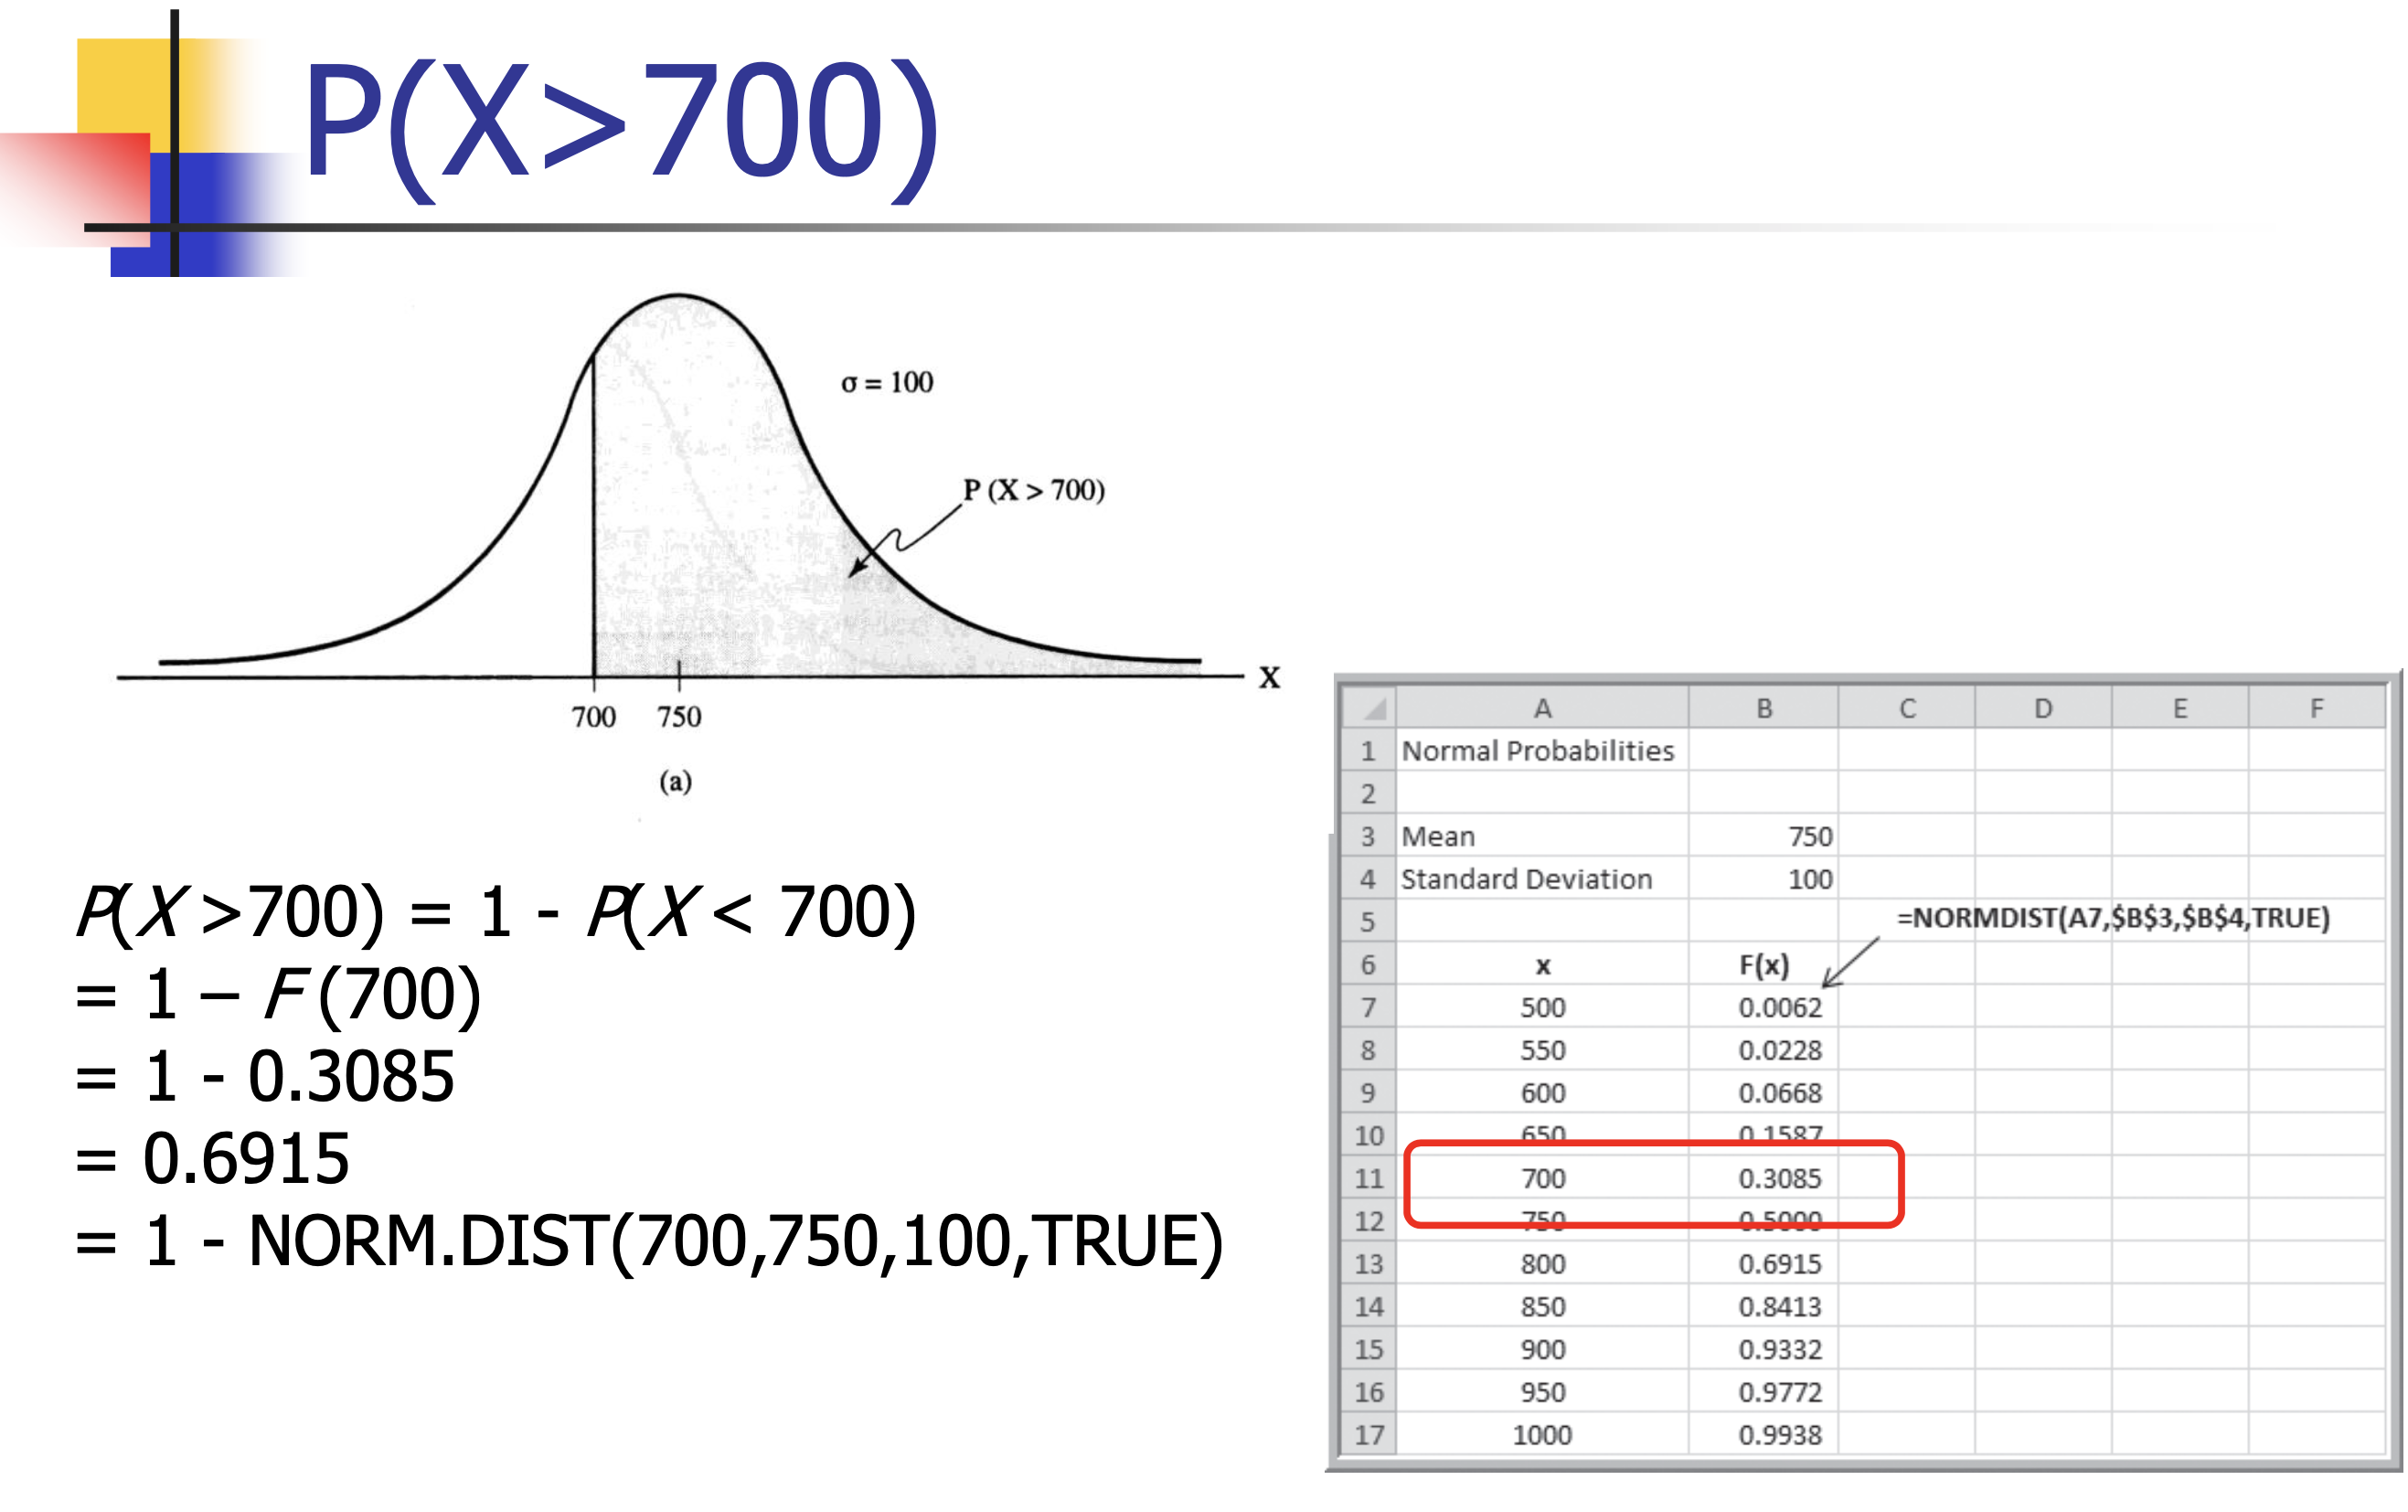 P(X>700)
σ = 100
P (X > 700)
X
700 750
(a)
P(X >700) = 1 - P(X < 700)
= 1 – F (700)
= 1 - 0.3085
= 0.6915
= 1 - NORM.DIST(700,750,100,TRUE)
A B C D E F
1 Normal Probabilities
2
3 Mean 750
4 Standard Deviation 100
5 =NORMDIST(A7,$B$3,$B$4,TRUE)
6 x F(x)
7 500 0.0062
8 550 0.0228
9 600 0.0668
10 650 0.1587
11 700 0.3085
12 750 0.5000
13 800 0.6915
14 850 0.8413
15 900 0.9332
16 950 0.9772
17 1000 0.9938